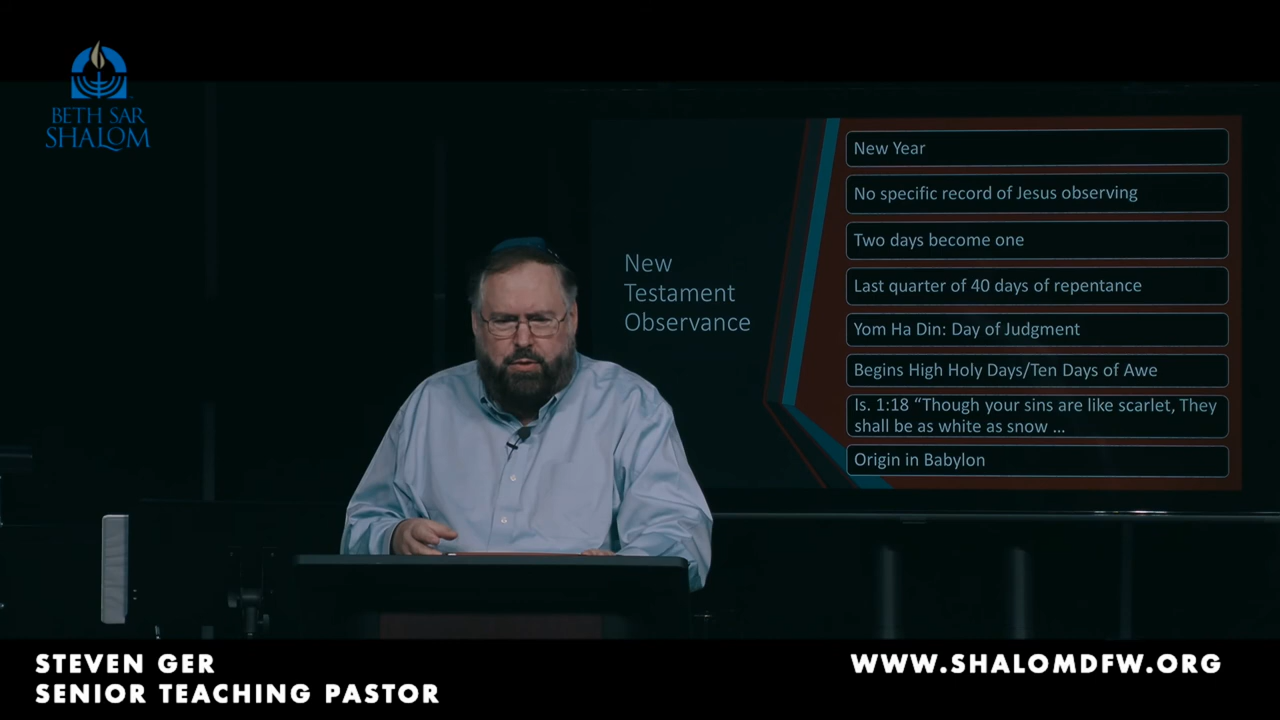 BETH SAR
SHALOM
New
Testament
Observance
New Year
No specific record of Jesus observing
Two days become one
Last quarter of 40 days of repentance
Yom Ha Din: Day of Judgment
Begins High Holy Days/Ten Days of Awe
Is. 1:18 “Though your sins are like scarlet, They
shall be as white as snow …
Origin in Babylon
STEVEN GER
SENIOR TEACHING PASTOR
WWW.SHALOMDFW.ORG